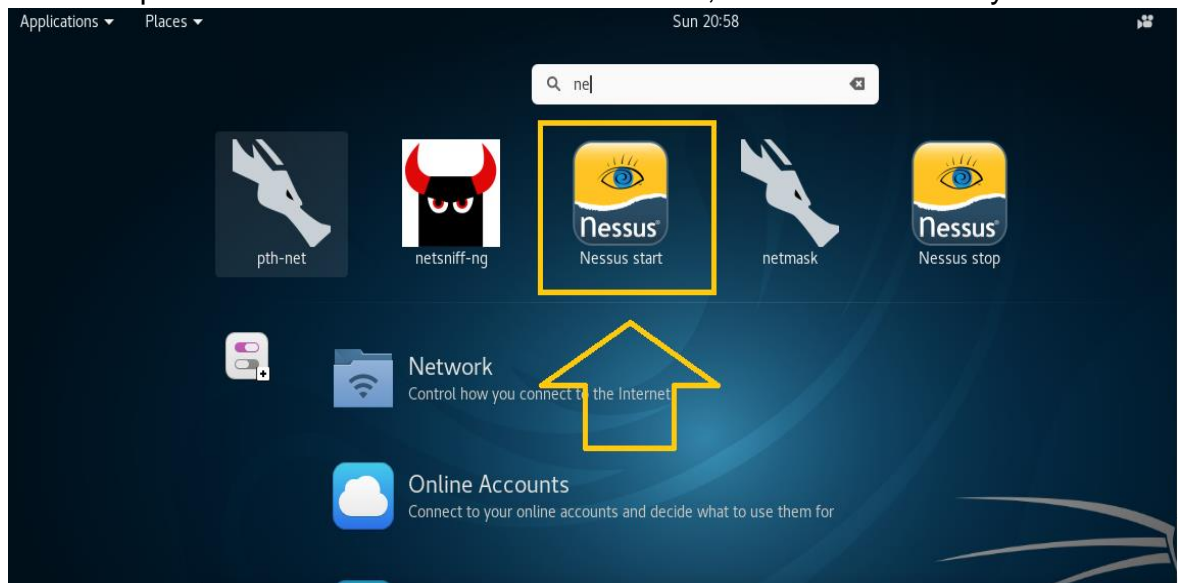 Applications Places Sun 20:58
ne
nessus
nessus
pth-net netsniff-ng Nessus start netmask Nessus stop
Network
Control how you connect to the Internet
Online Accounts
Connect to your online accounts and decide what to use them for